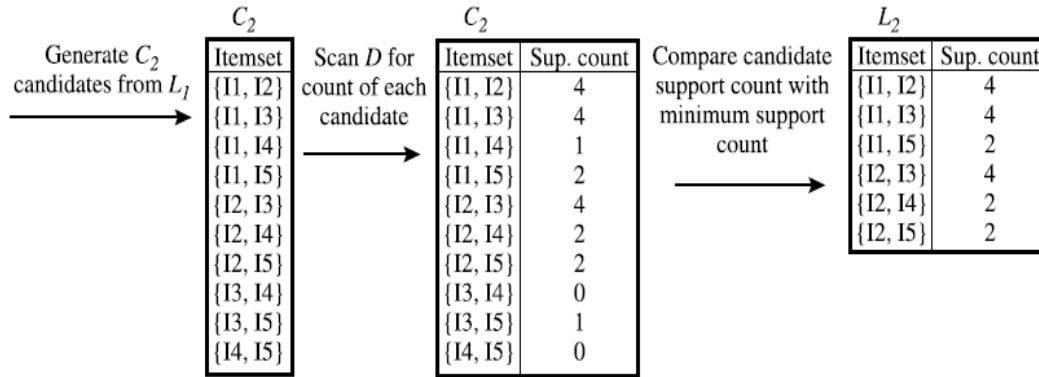 C2
C2
L2
Generate C2
candidates from L1
Itemset
{I1, I2}
{I1, I3}
{I1, I4}
{I1, I5}
{I2, I3}
{I2, I4}
{I2, I5}
{I3, I4}
{I3, I5}
{I4, I5}
Scan D for
count of each
candidate
Itemset Sup. count
{I1, I2} 4
{I1, I3} 4
{I1, I4} 1
{I1, I5} 2
{I2, I3} 4
{I2, I4} 2
{I2, I5} 2
{I3, I4} 0
{I3, I5} 1
{I4, I5} 0
Compare candidate
support count with
minimum support
count
Itemset Sup. count
{I1, I2} 4
{I1, I3} 4
{I1, I5} 2
{I2, I3} 4
{I2, I4} 2
{I2, I5} 2